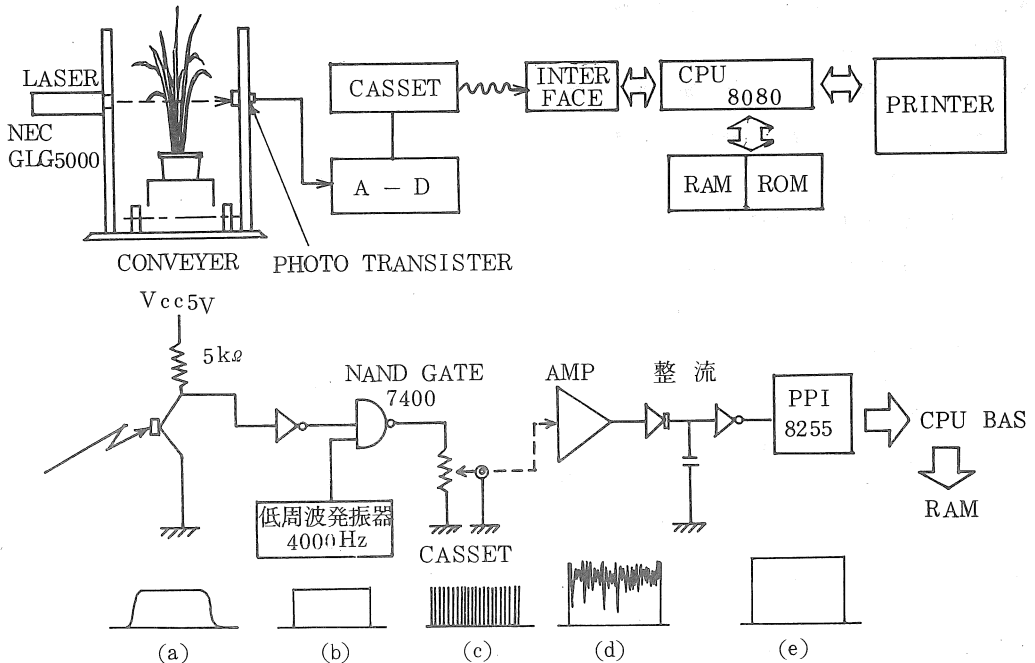 LASER
NEC
GLG5000
CONVEYER
PHOTO TRANSISTER
CASSET
A - D
INTER
FACE
CPU
8080
RAM
ROM
PRINTER
Vcc5V
5kΩ
NAND GATE
7400
低周波発振器
4000Hz
CASSET
AMP
整流
PPI
8255
CPU BAS
RAM
(a)
(b)
(c)
(d)
(e)